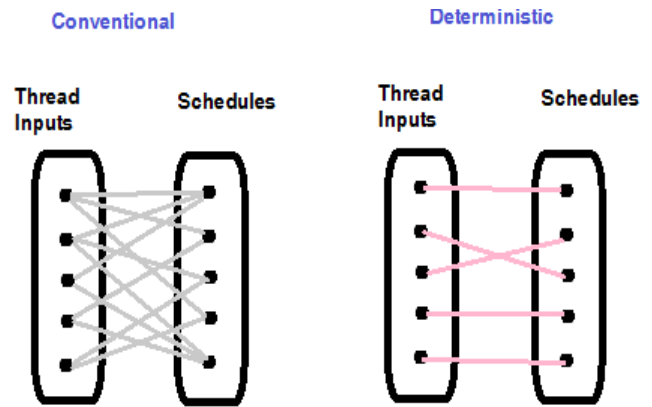 Conventional
Deterministic
Thread
Inputs
Schedules
Thread
Inputs
Schedules